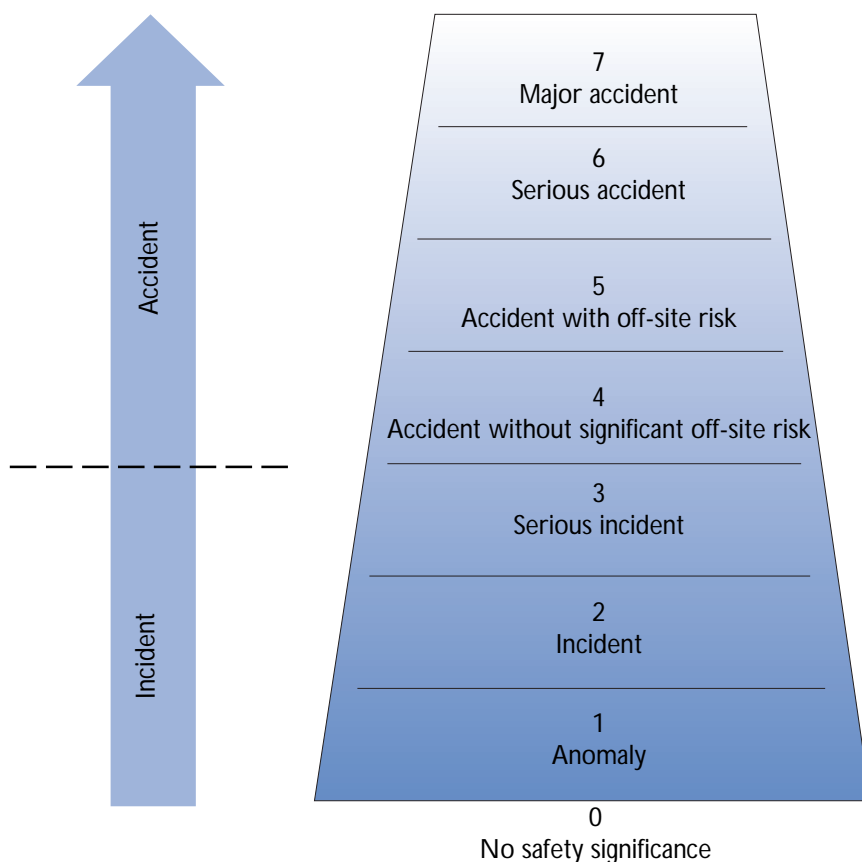 Accident
Incident
7
Major accident
6
Serious accident
5
Accident with off-site risk
4
Accident without significant off-site risk
3
Serious incident
2
Incident
1
Anomaly
0
No safety significance